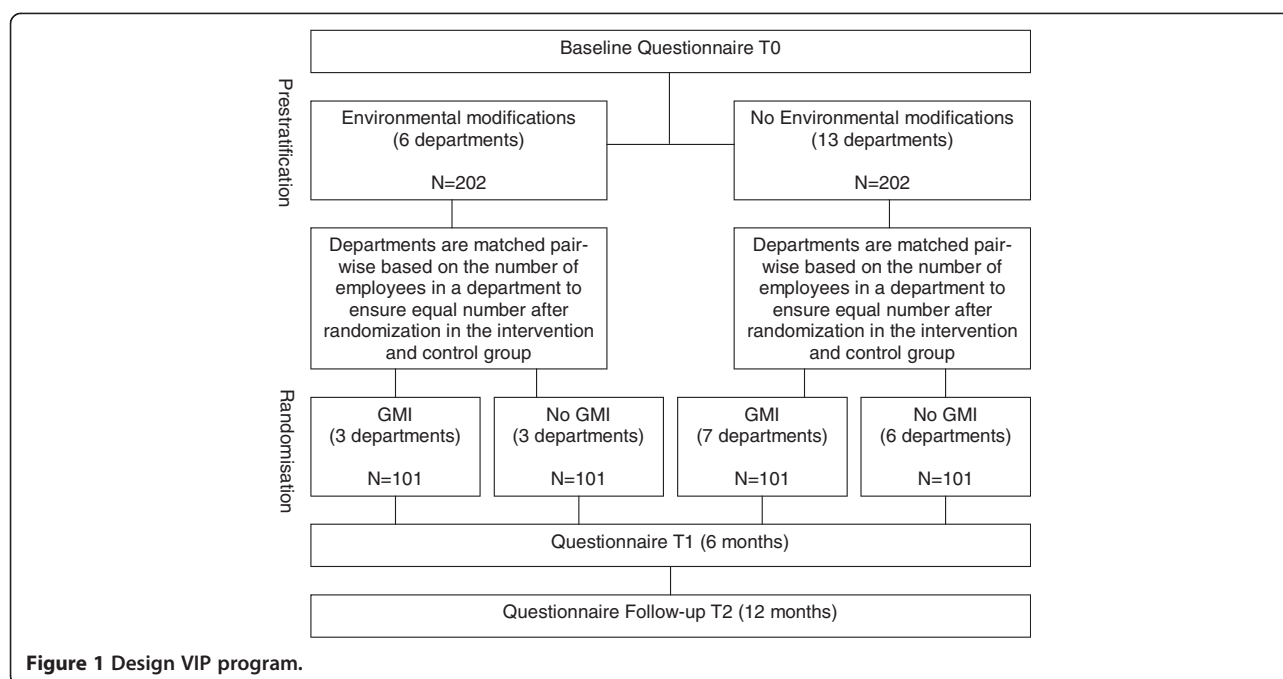 Baseline Questionnaire T0
Prestratification
Environmental modifications
(6 departments)
N=202
No Environmental modifications
(13 departments)
N=202
Departments are matched pair-
wise based on the number of
employees in a department to
ensure equal number after
randomization in the intervention
and control group
Departments are matched pair-
wise based on the number of
employees in a department to
ensure equal number after
randomization in the intervention
and control group
Randomisation
GMI
(3 departments)
N=101
No GMI
(3 departments)
N=101
GMI
(7 departments)
N=101
No GMI
(6 departments)
N=101
Questionnaire T1 (6 months)
Questionnaire Follow-up T2 (12 months)
Figure 1 Design VIP program.